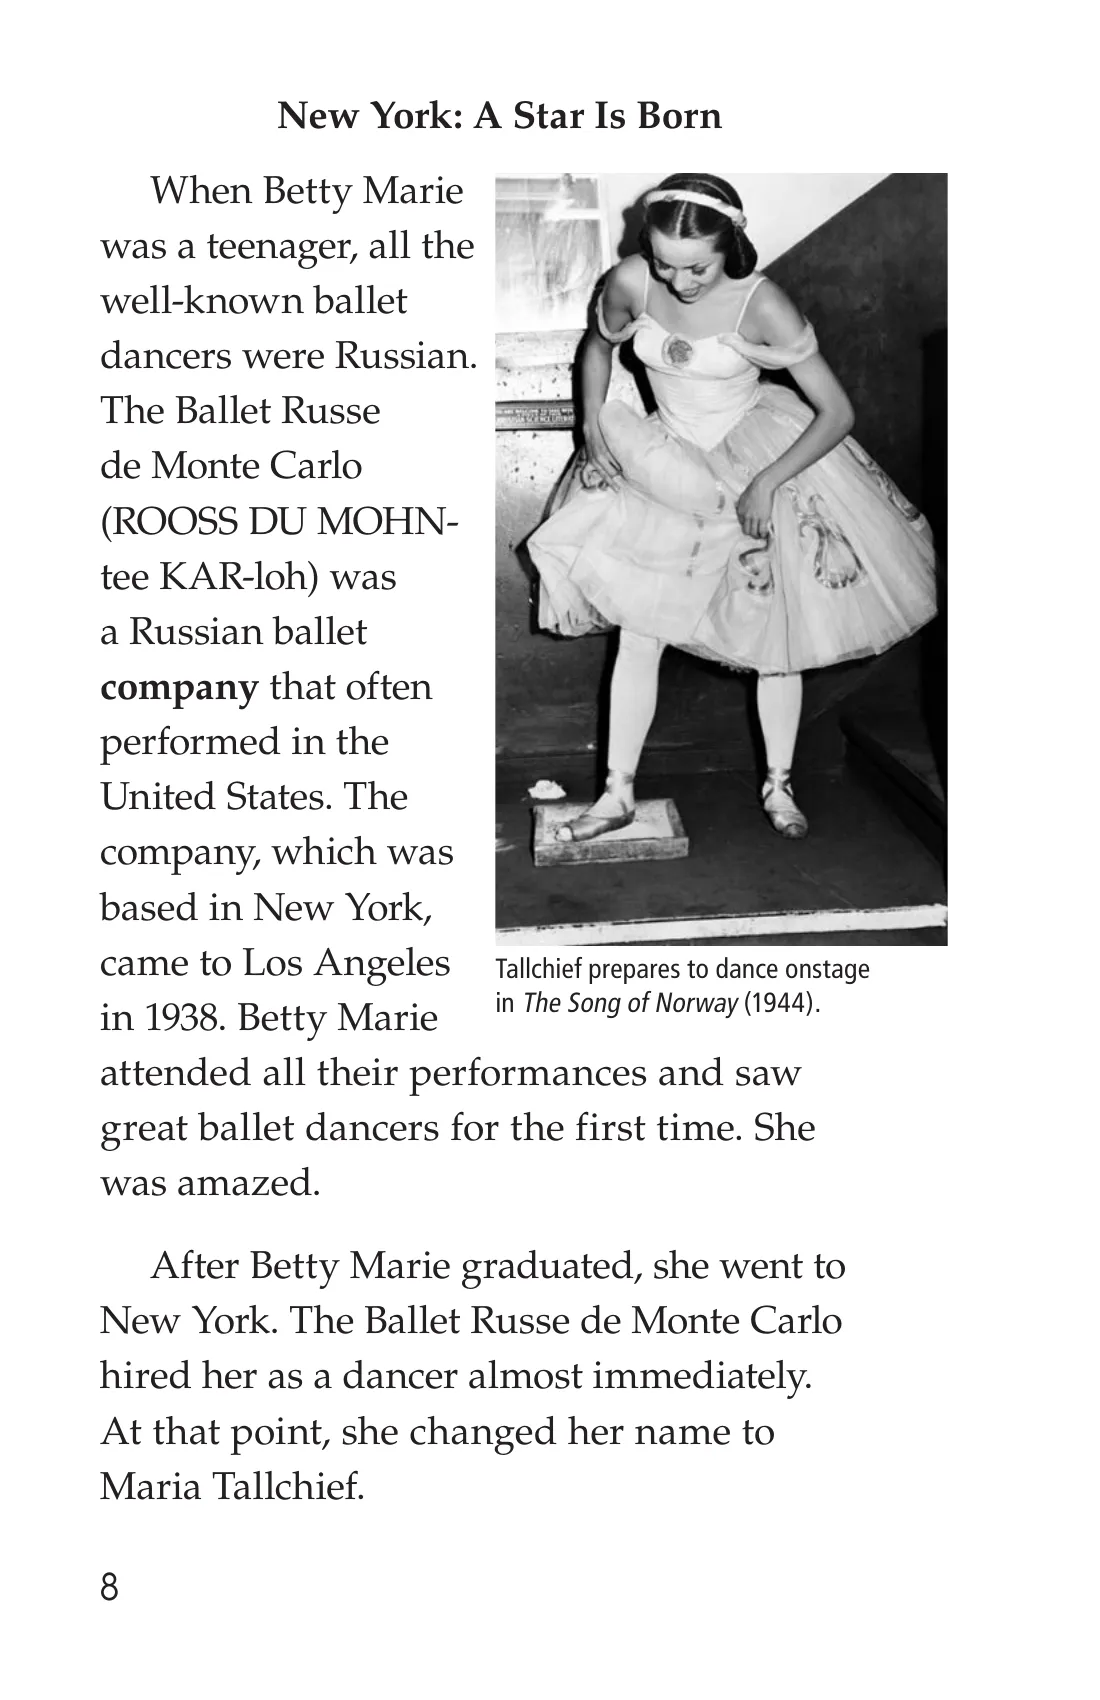 New York: A Star Is Born
When Betty Marie
was a teenager, all the
well-known ballet
dancers were Russian.
The Ballet Russe
de Monte Carlo
(ROOSS DU MOHN-
tee KAR-loh) was
a Russian ballet
company that often
performed in the
United States. The
company, which was
based in New York,
came to Los Angeles
in 1938. Betty Marie
attended all their performances and saw
great ballet dancers for the first time. She
was amazed.
Tallchief prepares to dance onstage
in The Song of Norway (1944).
After Betty Marie graduated, she went to
New York. The Ballet Russe de Monte Carlo
hired her as a dancer almost immediately.
At that point, she changed her name to
Maria Tallchief.
8